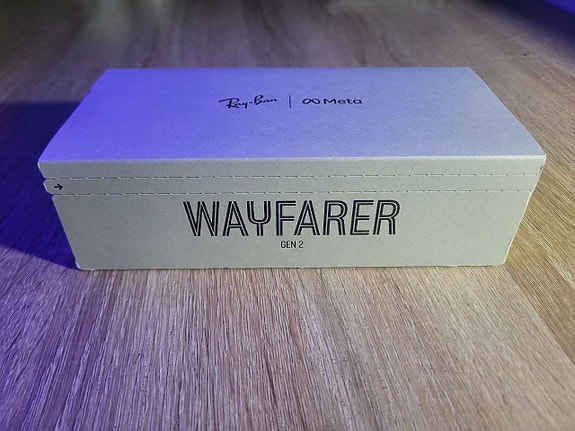 Ray-Ban | ∞ Meta
WAYFARER
GEN 2